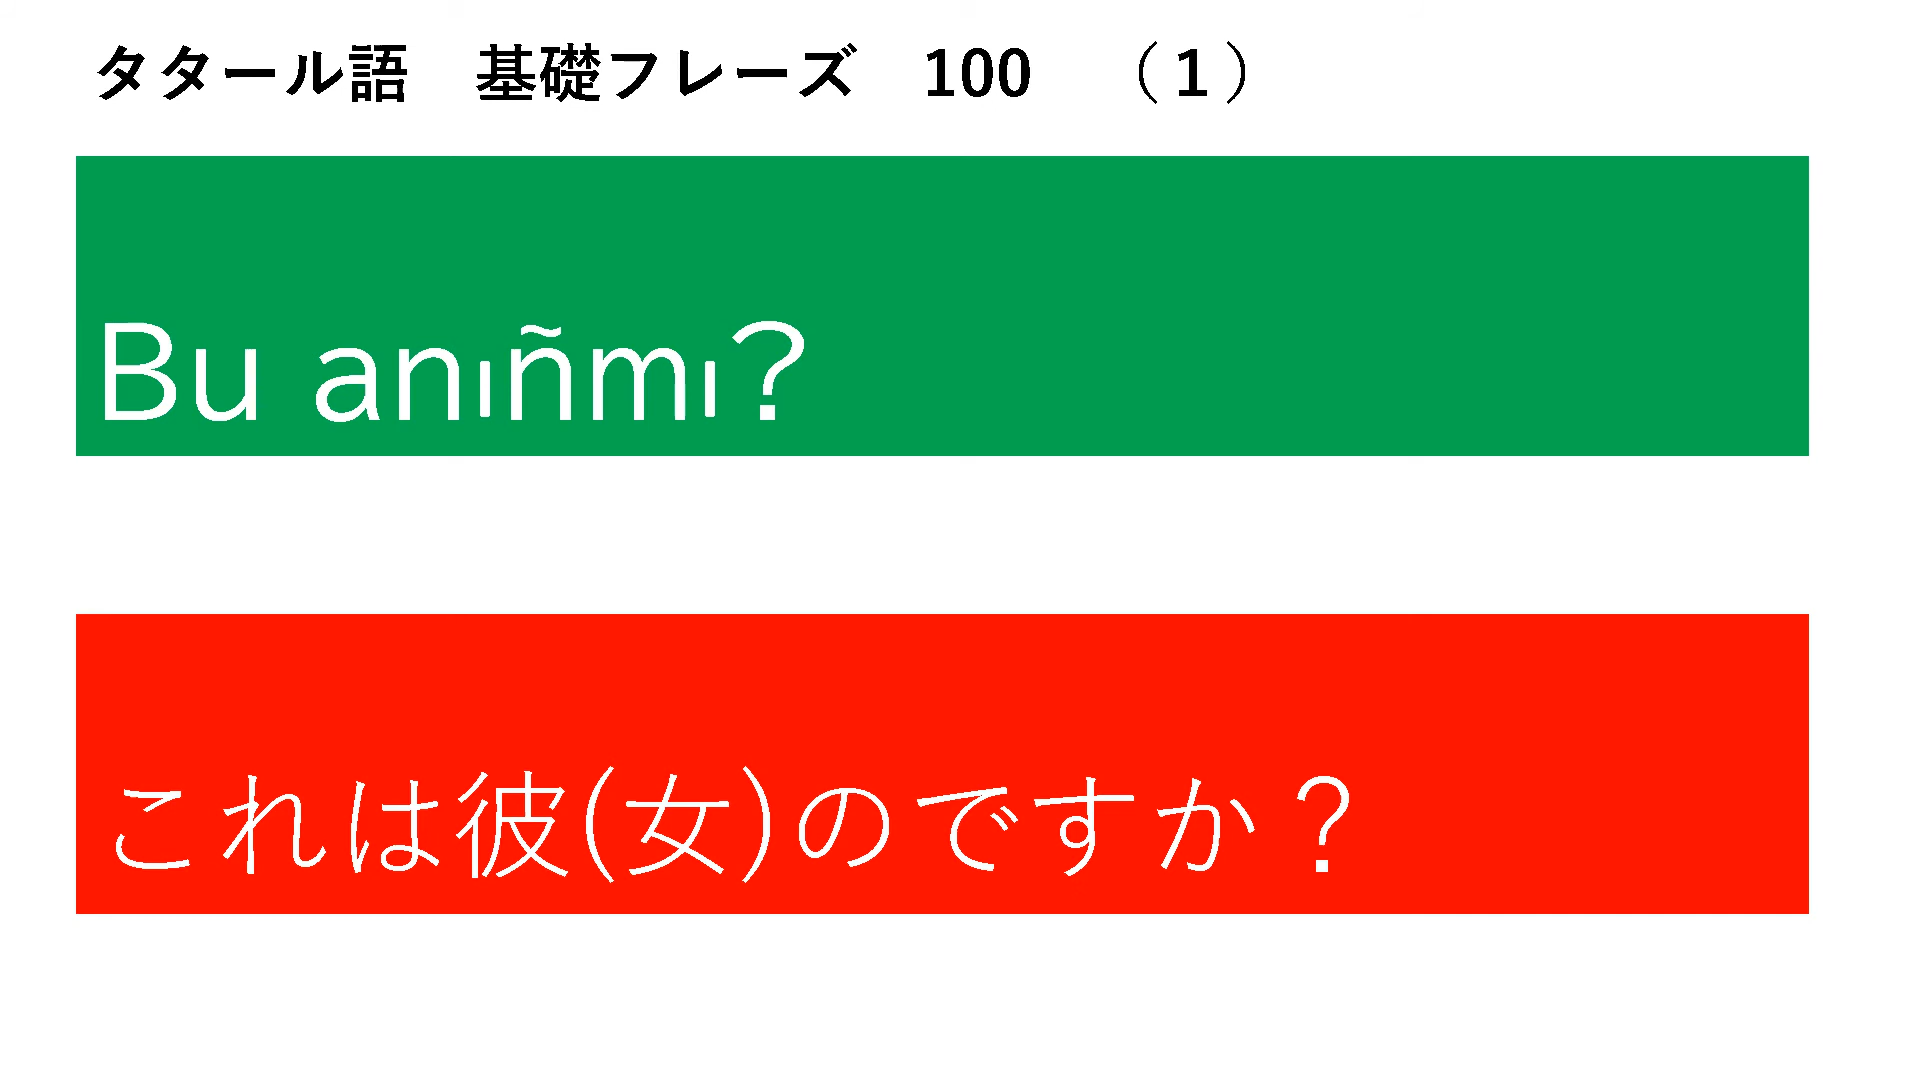 タタール語　基礎フレーズ　100　（1）
Bu anıñmı?
これは彼(女)のですか？